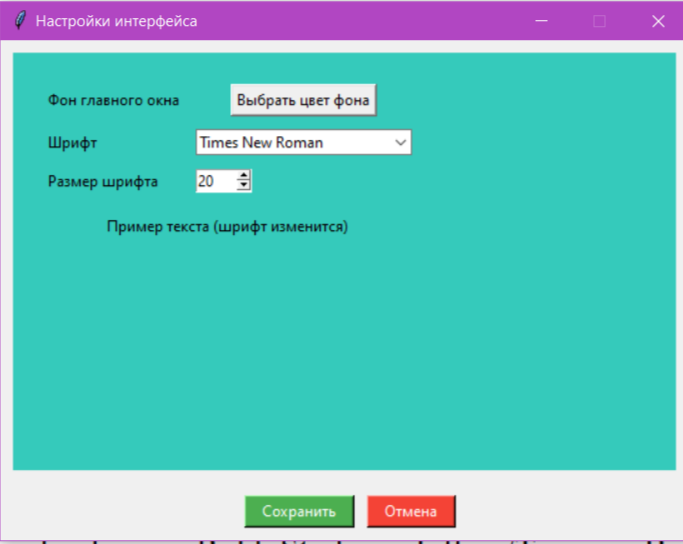 Настройки интерфейса
Фон главного окна Выбрать цвет фона
Шрифт Times New Roman
Размер шрифта 20
Пример текста (шрифт изменится)
Сохранить Отмена